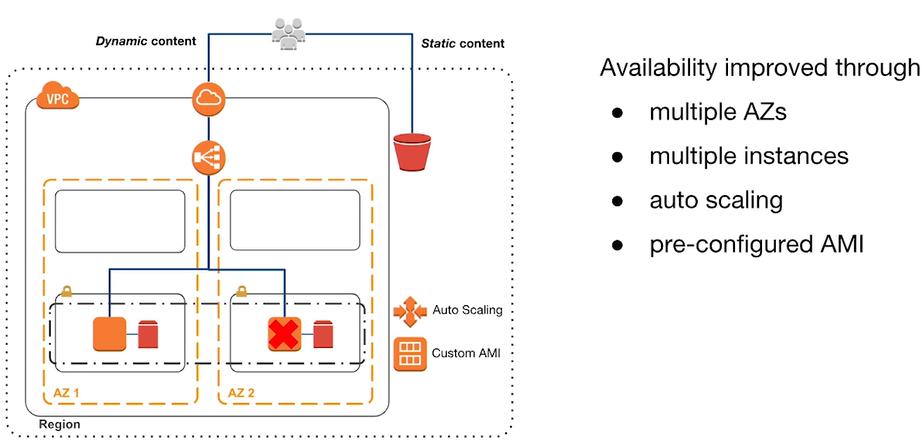 Dynamic content
Static content
VPC
Auto Scaling
Custom AMI
AZ 1
AZ 2
Region
Availability improved through
● multiple AZs
● multiple instances
● auto scaling
● pre-configured AMI